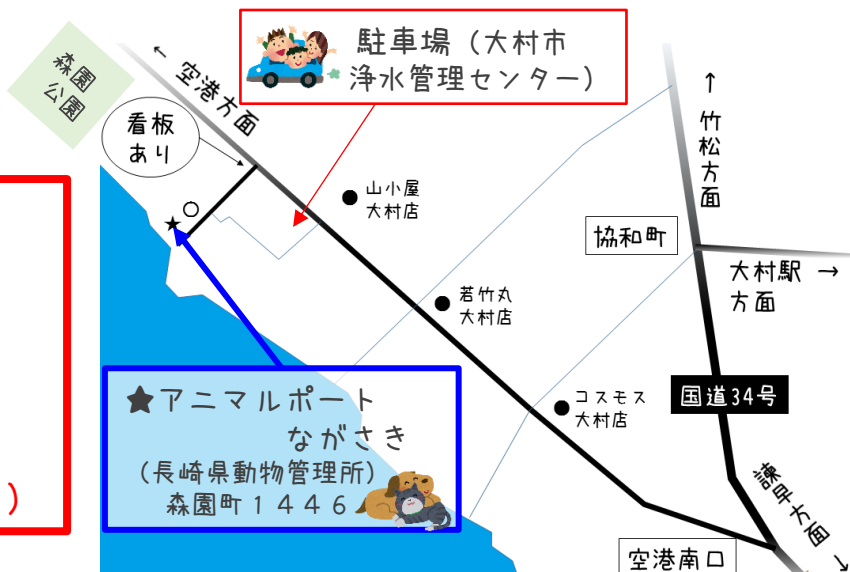 森園
公園
← 空港方面
駐車場（大村市
浄水管理センター）
看板
あり
↑ 竹松方面
山小屋
大村店
協和町
大村駅 →
方面
若竹丸
大村店
★アニマルポート
ながさき
（長崎県動物管理所）
森園町１４４６
コスモス
大村店
国道34号
諫早方面 →
空港南口
）